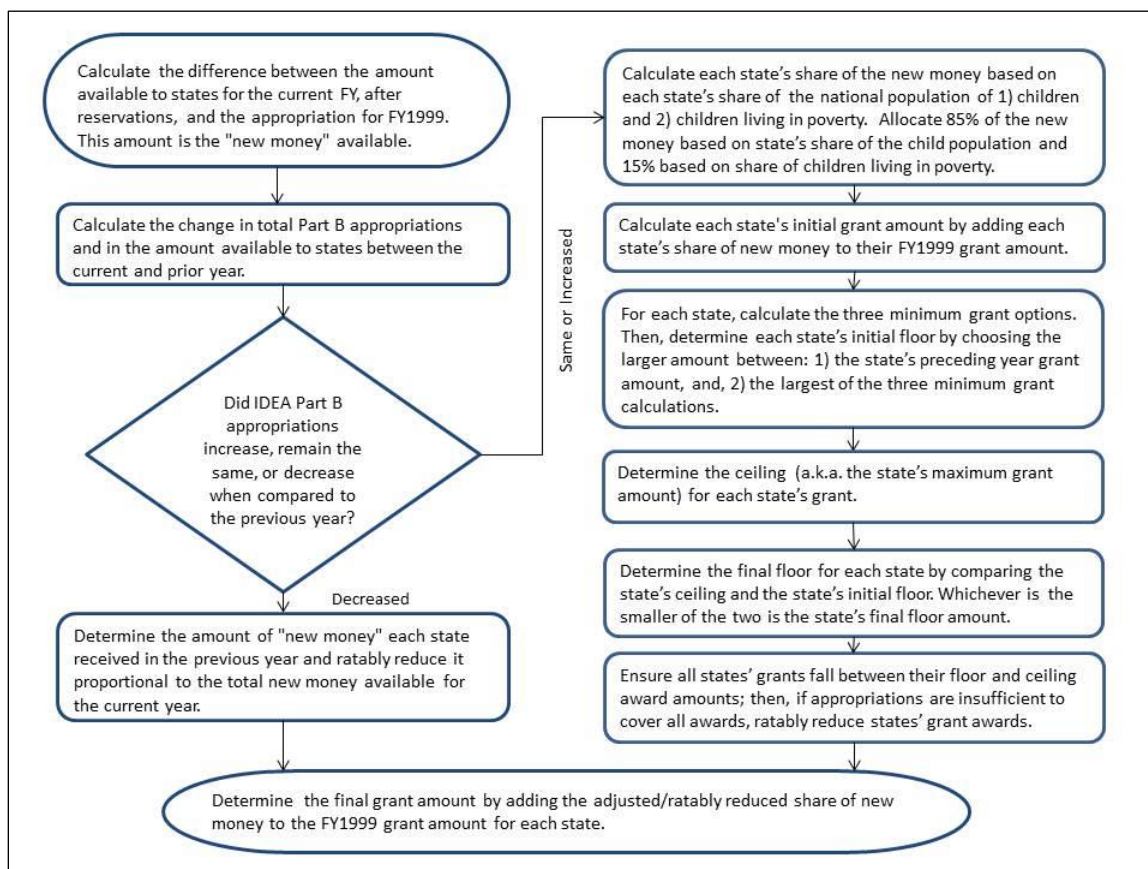 Calculate the difference between the amount
available to states for the current FY, after
reservations, and the appropriation for FY1999.
This amount is the "new money" available.
Calculate the change in total Part B appropriations
and in the amount available to states between the
current and prior year.
Did IDEA Part B
appropriations
increase, remain the
same, or decrease
when compared to
the previous year?
Decreased
Determine the amount of "new money" each state
received in the previous year and ratably reduce it
proportional to the total new money available for
the current year.
Same or Increased
Calculate each state’s share of the new money based on
each state’s share of the national population of 1) children
and 2) children living in poverty. Allocate 85% of the new
money based on state’s share of the child population and
15% based on share of children living in poverty.
Calculate each state's initial grant amount by adding each
state’s share of new money to their FY1999 grant amount.
For each state, calculate the three minimum grant options.
Then, determine each state’s initial floor by choosing the
larger amount between: 1) the state’s preceding year grant
amount, and, 2) the largest of the three minimum grant
calculations.
Determine the ceiling (a.k.a. the state’s maximum grant
amount) for each state’s grant.
Determine the final floor for each state by comparing the
state’s ceiling and the state’s initial floor. Whichever is the
smaller of the two is the state’s final floor amount.
Ensure all states’ grants fall between their floor and ceiling
award amounts; then, if appropriations are insufficient to
cover all awards, ratably reduce states’ grant awards.
Determine the final grant amount by adding the adjusted/ratably reduced share of new
money to the FY1999 grant amount for each state.